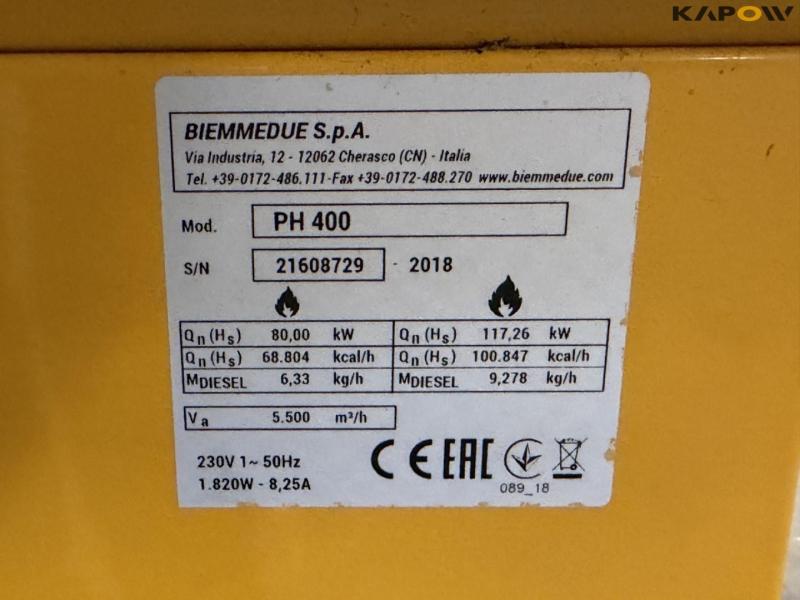 KAPOW
BIEMMEDUE S.p.A.
Via Industria, 12 - 12062 Cherasco (CN) - Italia
Tel. +39-0172-486.111-Fax +39-0172-488.270 www.biemmedue.com
Mod. PH 400
S/N 21608729 - 2018
Qn (Hs) 80,00 kW Qn (Hs) 117,26 kW
Qn (Hs) 68.804 kcal/h Qn (Hs) 100.847 kcal/h
MDIESEL 6,33 kg/h MDIESEL 9,278 kg/h
Va 5.500 m³/h
230V 1~ 50Hz
1.820W - 8,25A
CE EAC
089_18